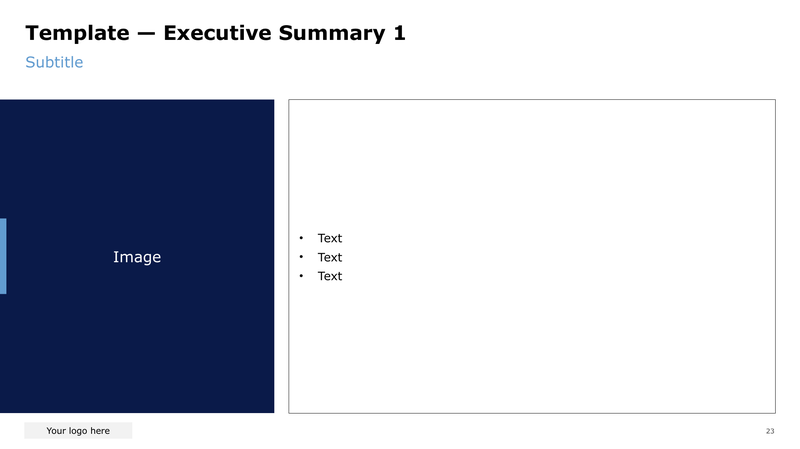 Template — Executive Summary 1
Subtitle
Image
• Text
• Text
• Text
Your logo here
23